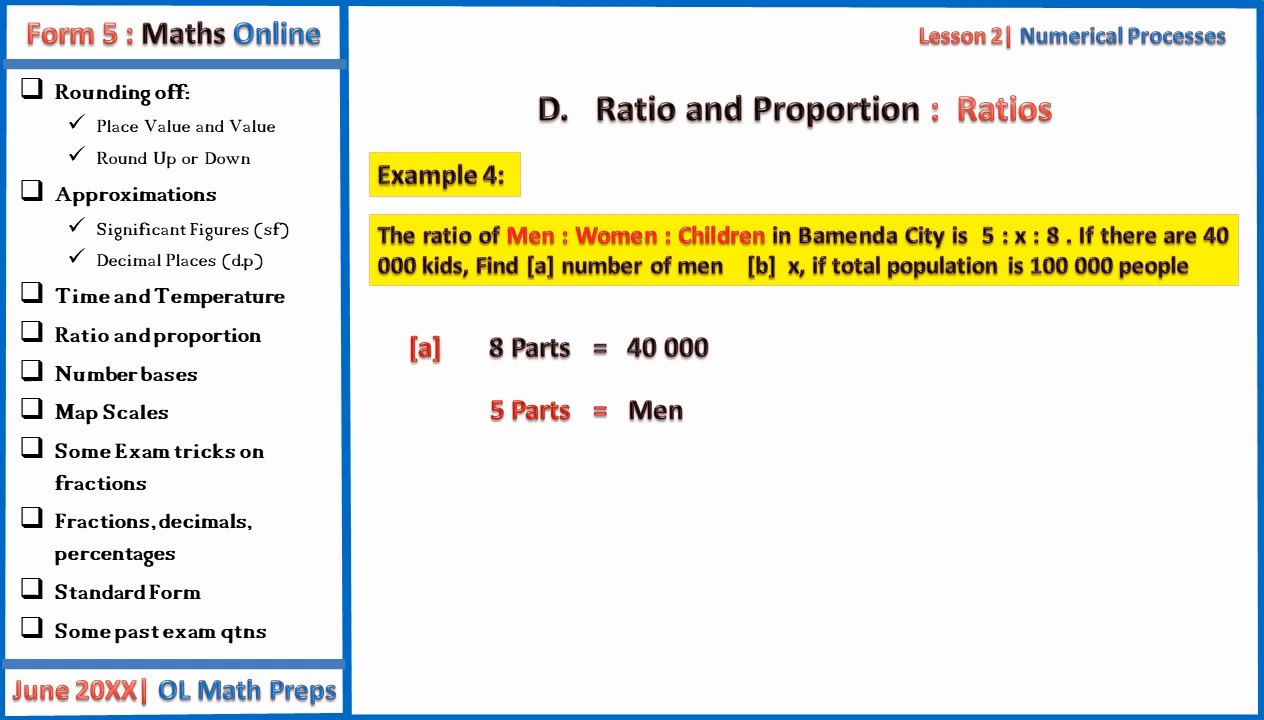 Form 5 : Maths Online
Rounding off:
Place Value and Value
Round Up or Down
Approximations
Significant Figures (sf)
Decimal Places (d.p)
Time and Temperature
Ratio and proportion
Number bases
Map Scales
Some Exam tricks on
fractions
Fractions, decimals,
percentages
Standard Form
Some past exam qtns
June 20XX| OL Math Preps
Lesson 2| Numerical Processes
D. Ratio and Proportion : Ratios
Example 4:
The ratio of Men : Women : Children in Bamenda City is 5 : x : 8 . If there are 40
000 kids, Find [a] number of men [b] x, if total population is 100 000 people
[a] 8 Parts = 40 000
5 Parts = Men